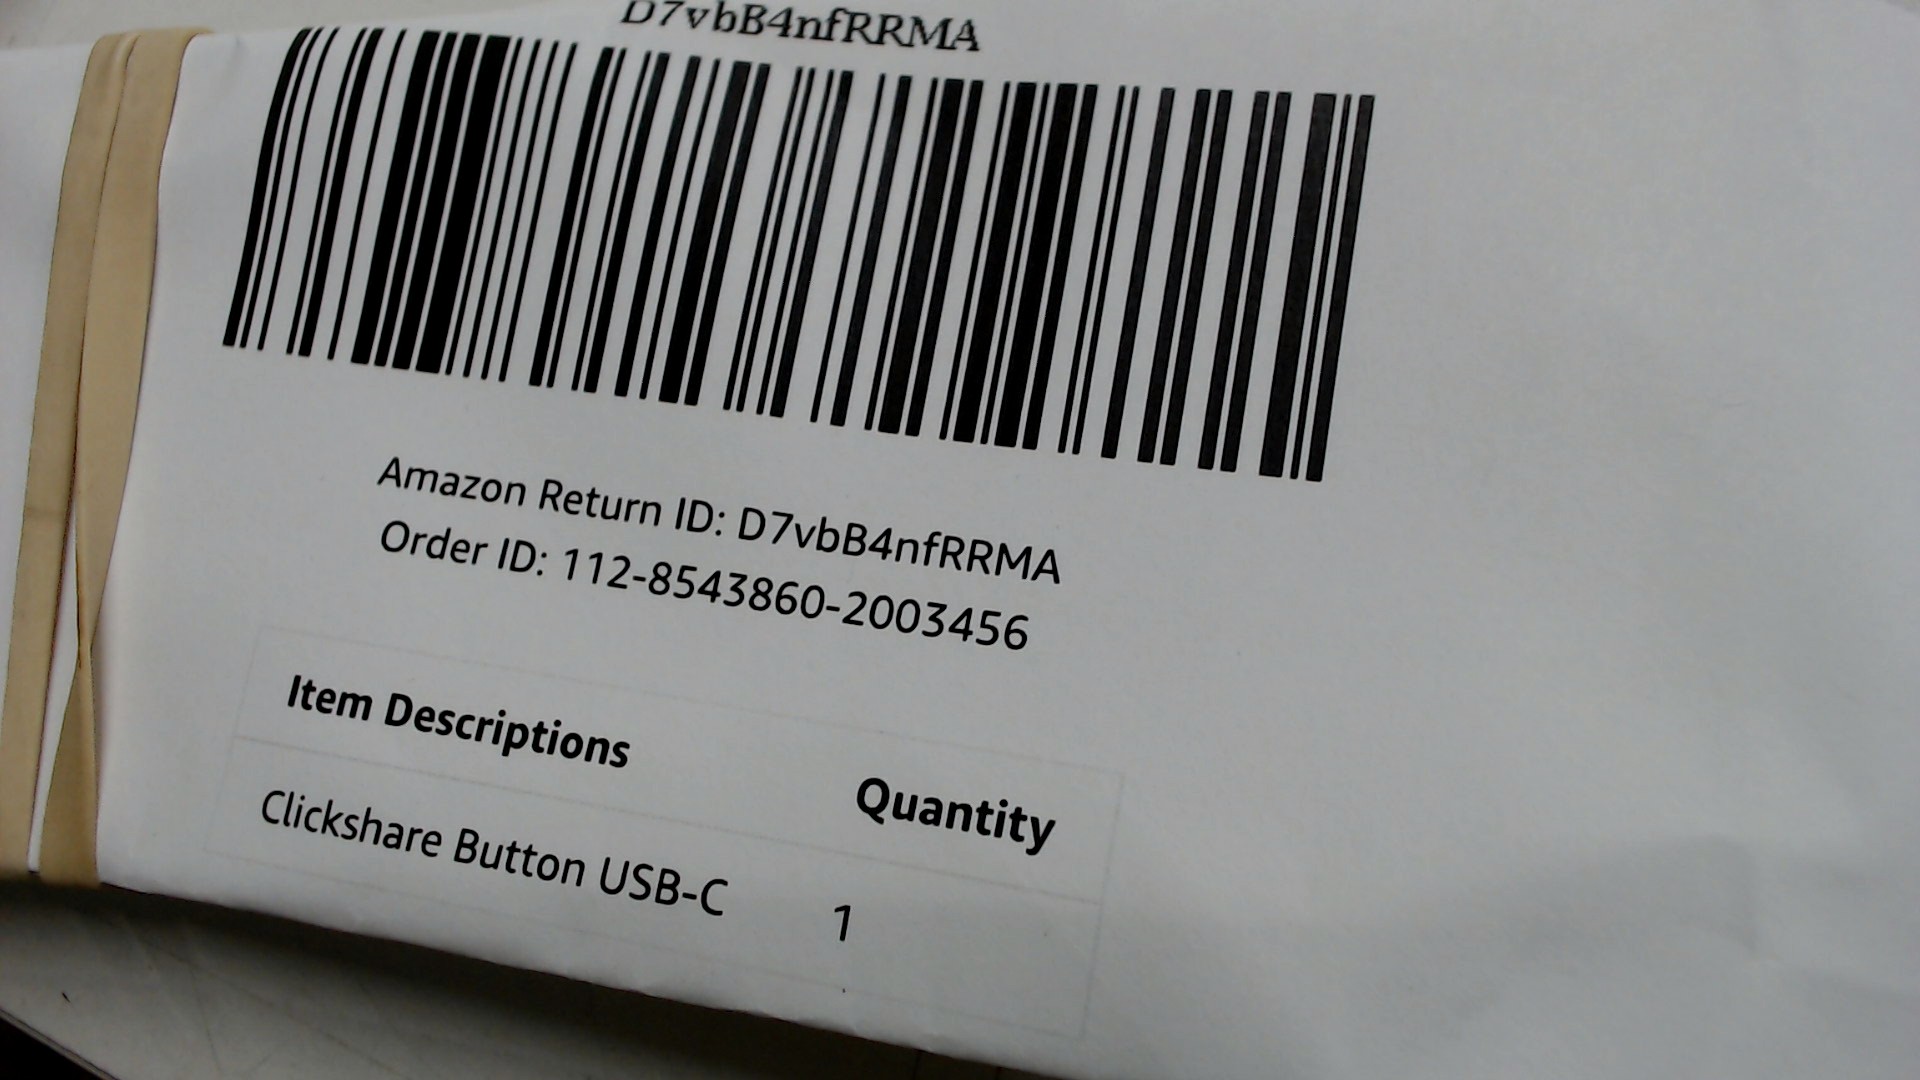 D7vbB4nfRRMA
Amazon Return ID: D7vbB4nfRRMA
Order ID: 112-8543860-2003456
Item Descriptions Quantity
Clickshare Button USB-C 1